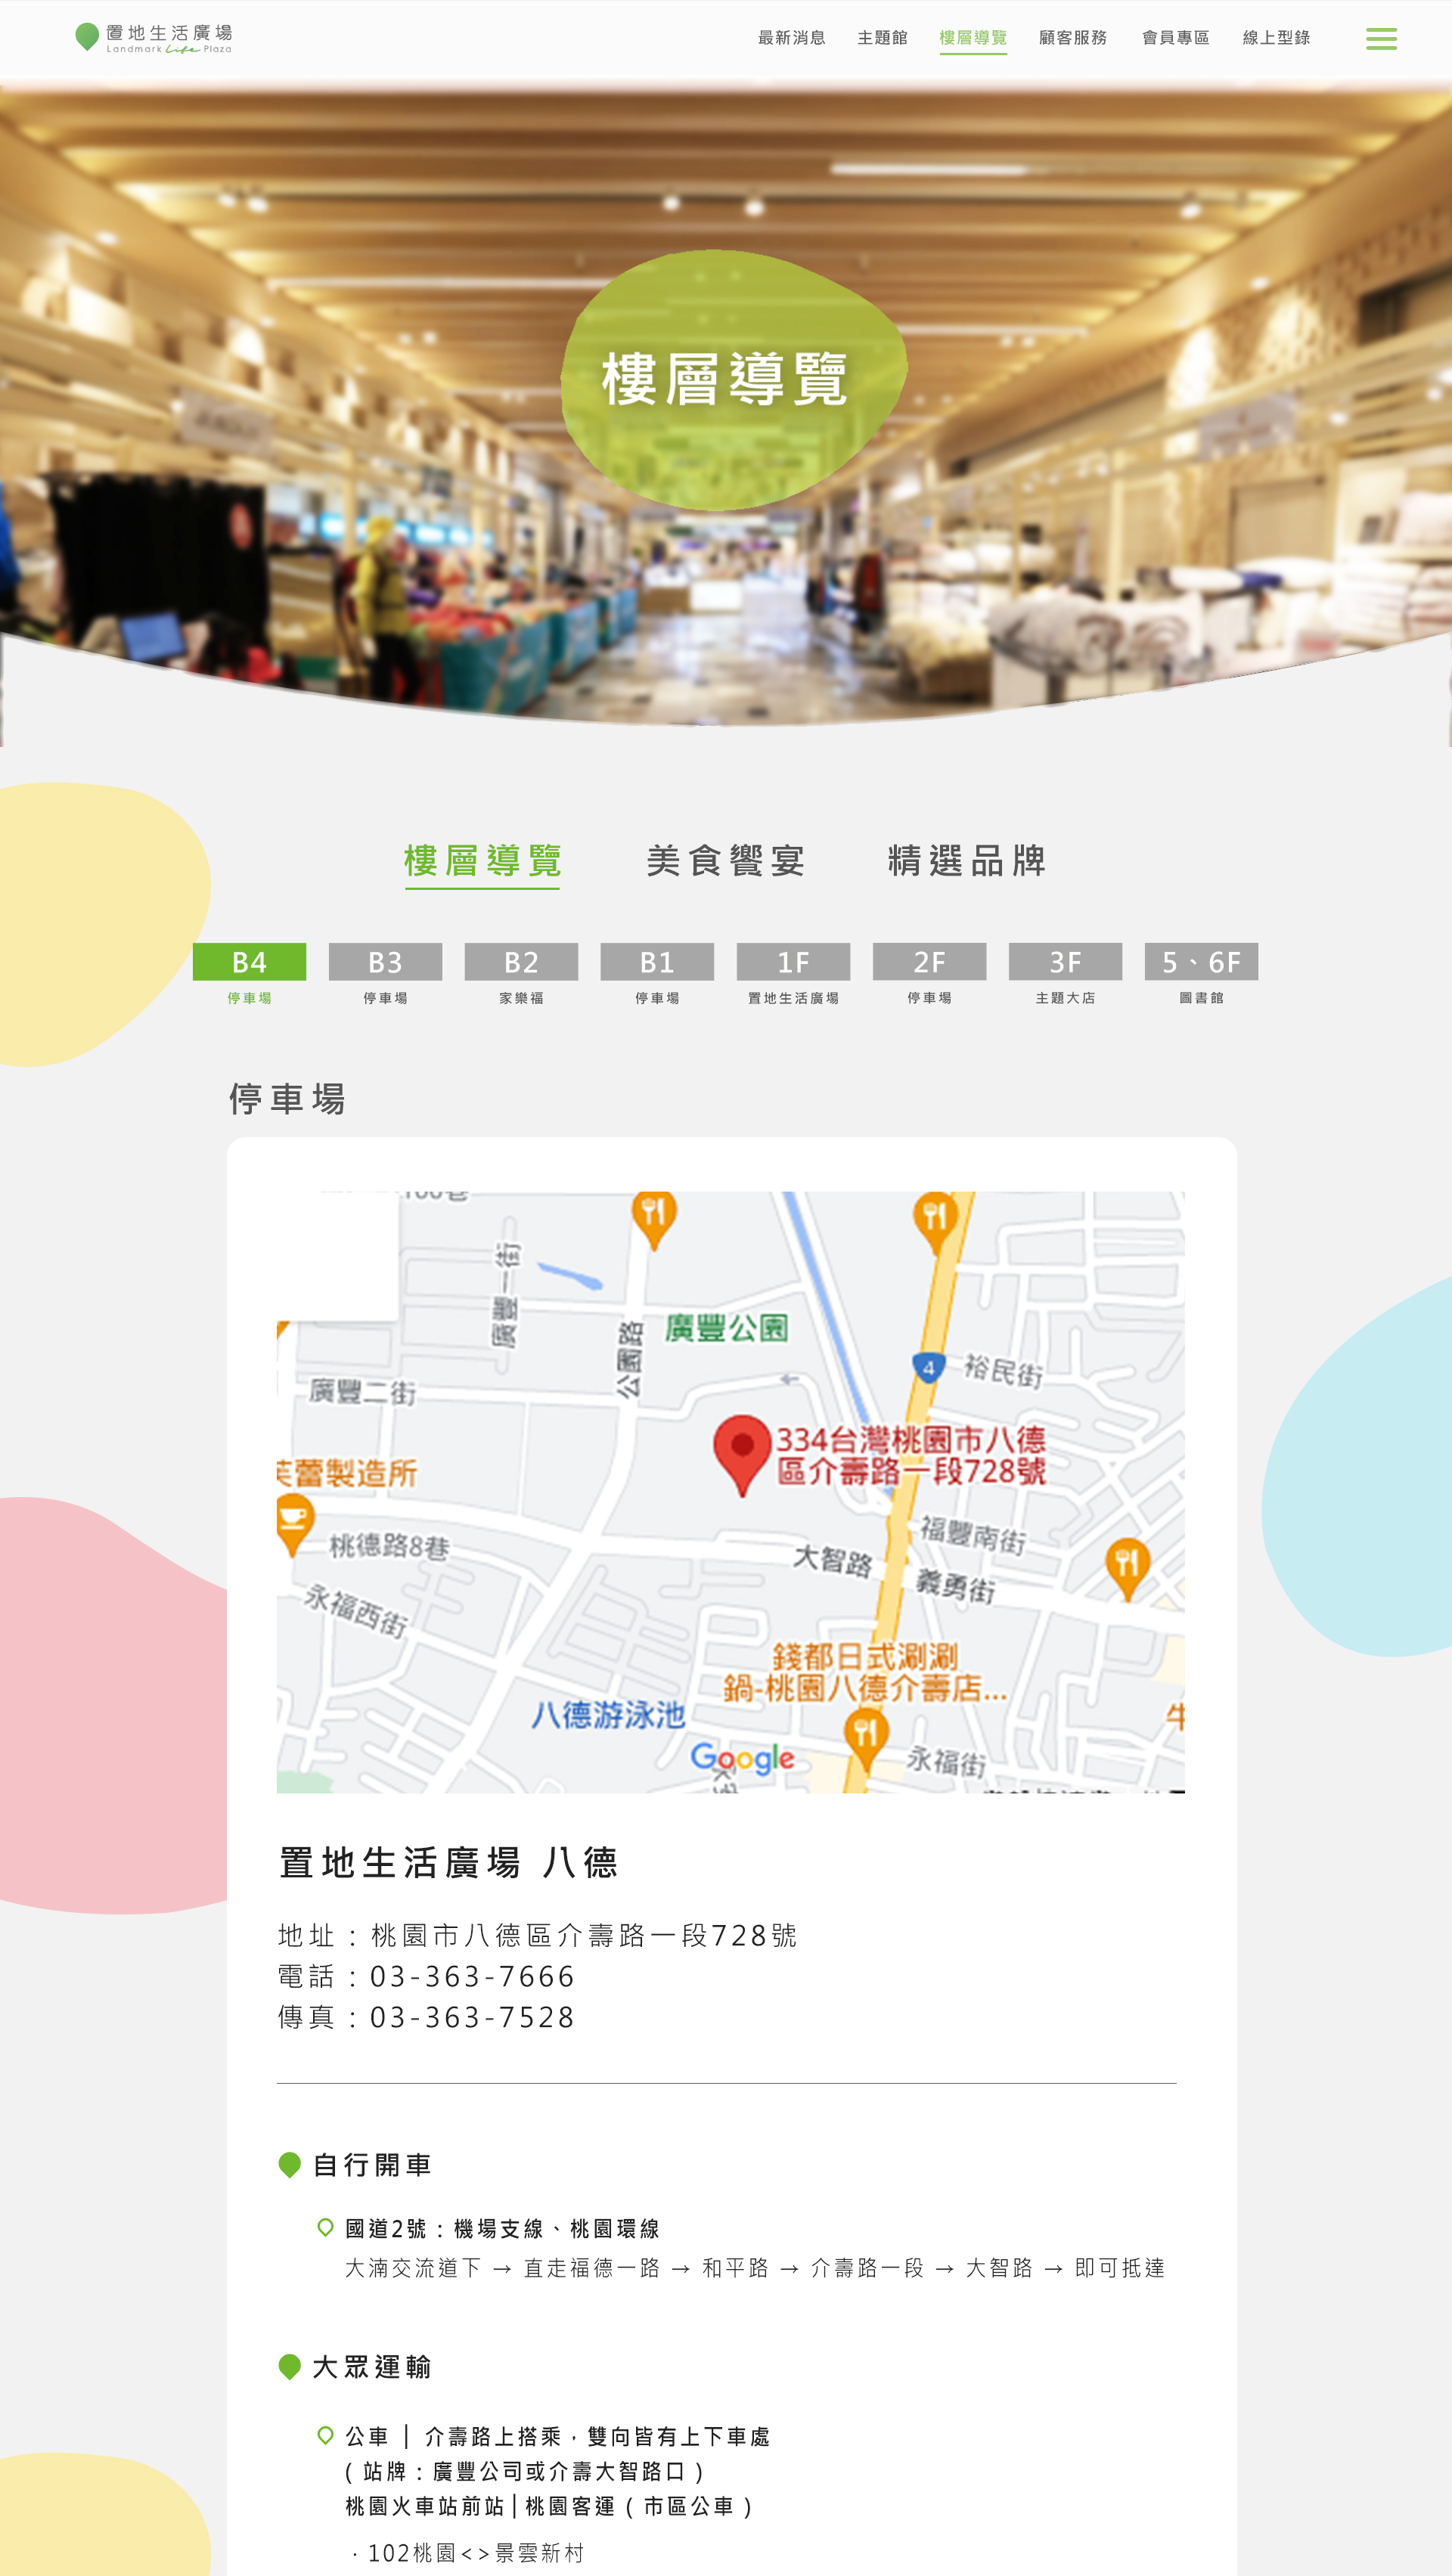 置地生活廣場
Landmark Life Plaza
最新消息 主題館 樓層導覽 顧客服務 會員專區 線上型錄
樓層導覽
樓層導覽 美食饗宴 精選品牌
B4 B3 B2 B1 1F 2F 3F 5、6F
停車場 停車場 家樂福 停車場 置地生活廣場 停車場 主題大店 圖書館
停車場
廣豐一街
公園路
廣豐公園
4
裕民街
廣豐二街
334台灣桃園市八德
區介壽路一段728號
芙蕾製造所
福豐南街
桃德路8巷
大智路
義勇街
永福西街
錢都日式涮涮
鍋-桃園八德介壽店...
八德游泳池
牛
Google
永福街
置地生活廣場 八德
地址：桃園市八德區介壽路一段728號
電話：03-363-7666
傳真：03-363-7528
自行開車
國道2號：機場支線、桃園環線
大湳交流道下 → 直走福德一路 → 和平路 → 介壽路一段 → 大智路 → 即可抵達
大眾運輸
公車 │ 介壽路上搭乘，雙向皆有上下車處
( 站牌：廣豐公司或介壽大智路口 )
桃園火車站前站│桃園客運 ( 市區公車 )
．102桃園<>景雲新村